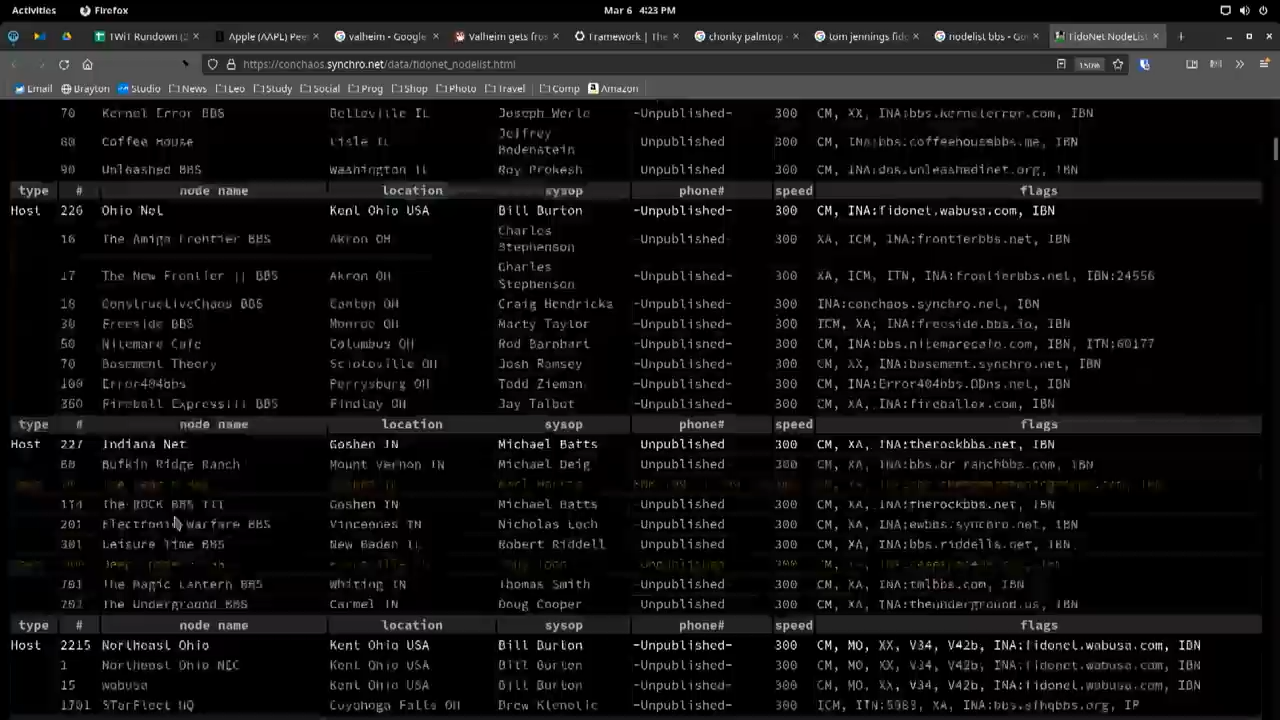 Activities Firefox Mar 6 4:23 PM
TWiT Rundown (2 Apple (AAPL) Pee valheim - Google Valheim gets fro Framework | The chonky palmtop - tom jennings fido nodelist bbs - Go FidoNet NodeList
https://conchaos.synchro.net/data/fidonet_nodelist.html 150%
Email Brayton Studio News Leo Study Social Prog Shop Photo Travel Comp Amazon
70 Kernel Error BBS Belleville IL Joseph Werle -Unpublished- 300 CM, XX, INA:bbs.kernelerror.com, IBN
80 Coffee House Lisle IL Jeffrey Bodenstein Unpublished 300 CM, INA:bbs.coffeehousebbs.me, IBN
90 Unleashed BBS Washington IL Roy Prokesh -Unpublished- 300 CM, INA:dos.unleashedinet.org, IBN
type # node name location sysop phone# speed flags
Host 226 Ohio Net Kent Ohio USA Bill Burton -Unpublished- 300 CM, INA:fidonet.wabusa.com, IBN
16 The Amiga Frontier BBS Akron OH Charles Stephenson -Unpublished- 300 XA, ICM, INA:frontierbbs.net, IBN
17 The New Frontier || BBS Akron OH Charles Stephenson -Unpublished- 300 XA, ICM, ITN, INA:frontierbbs.net, IBN:24556
18 ConstructiveChaos BBS Canton OH Craig Hendricks -Unpublished- 300 INA:conchaos.synchro.net, IBN
30 Freeside BBS Monroe OH Marty Taylor -Unpublished- 300 ICM, XA, INA:freeside.bbs.io, IBN
50 Nitemare Cafe Columbus OH Rod Barnhart -Unpublished- 300 CM, INA:bbs.nitemarecafe.com, IBN, ITN:60177
70 Basement Theory Sciotoville OH Josh Ramsey -Unpublished- 300 CM, XX, INA:basement.synchro.net, IBN
100 Error404bbs Perrysburg OH Todd Zieman -Unpublished- 300 CM, INA:Error404bbs.DDns.net, IBN
360 Fireball Express||| BBS Findlay OH Jay Talbot -Unpublished- 300 CM, XA, INA:fireballex.com, IBN
type # node name location sysop phone# speed flags
Host 227 Indiana Net Goshen IN Michael Batts Unpublished 300 CM, XA, INA:therockbbs.net, IBN
60 Bufkin Ridge Ranch Mount Vernon IN Michael Deig Unpublished 300 CM, XA, INA:bbs.br ranchbbs.com, IBN
114 The ROCK BBS III Goshen IN Michael Batts Unpublished 300 CM, XA, INA:therockbbs.net, IBN
201 Electronic Warfare BBS Vincennes IN Nicholas Loch Unpublished 300 CM, XA, INA:ewbbs.synchro.net, IBN
301 Leisure Time BBS New Baden IL Robert Riddell Unpublished 300 CM, XA, INA:bbs.riddells.net, IBN
701 The Magic Lantern BBS Whiting IN Thomas Smith Unpublished 300 CM, XA, INA:tmlbbs.com, IBN
702 The Underground BBS Carmel IN Doug Cooper Unpublished 300 CM, XA, INA:theunderground.us, IBN
type # node name location sysop phone# speed flags
Host 2215 Northeast Ohio Kent Ohio USA Bill Burton -Unpublished- 300 CM, MO, XX, V34, V42b, INA:fidonet.wabusa.com, IBN
1 Northeast Ohio NEC Kent Ohio USA Bill Burton -Unpublished- 300 CM, MO, XX, V34, V42b, INA:fidonet.wabusa.com, IBN
15 wabusa Kent Ohio USA Bill Burton -Unpublished- 300 CM, MO, XX, V34, V42b, INA:fidonet.wabusa.com, IBN
1701 STarFleet HQ Cuyahoga Falls OH -Unpublished- 300 ICM, ITN:5983, XA, INA:bbs.sfhqbbs.org,